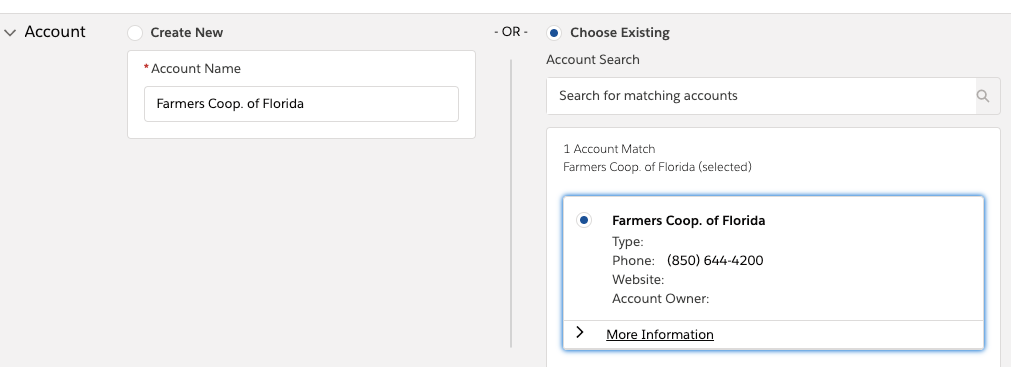 Account
Create New
* Account Name
Farmers Coop. of Florida
- OR -
Choose Existing
Account Search
Search for matching accounts
1 Account Match
Farmers Coop. of Florida (selected)
Farmers Coop. of Florida
Type:
Phone: (850) 644-4200
Website:
Account Owner:
More Information